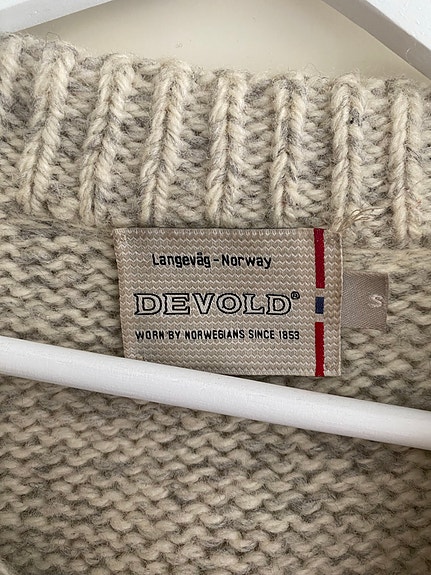 Langevåg-Norway
DEVOLD®
WORN BY NORWEGIANS SINCE 1853
S